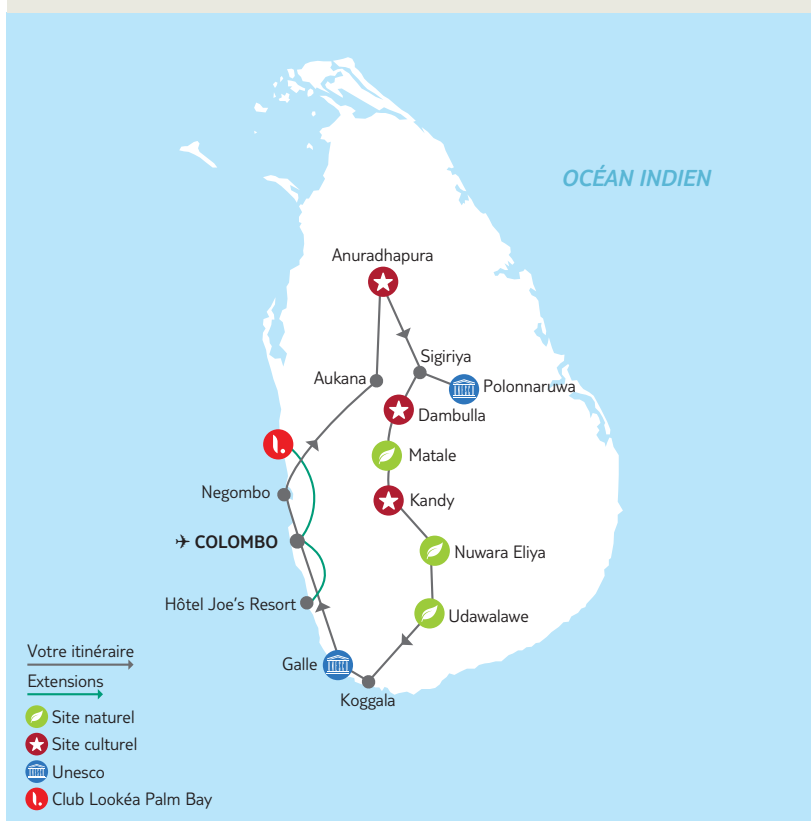 OCÉAN INDIEN
Anuradhapura
Sigiriya
Aukana
Polonnaruwa
Dambulla
Matale
Negombo
Kandy
COLOMBO
Nuwara Eliya
Hôtel Joe's Resort
Udawalawe
Galle
Koggala
Votre itinéraire
Extensions
Site naturel
Site culturel
Unesco
Club Lookéa Palm Bay